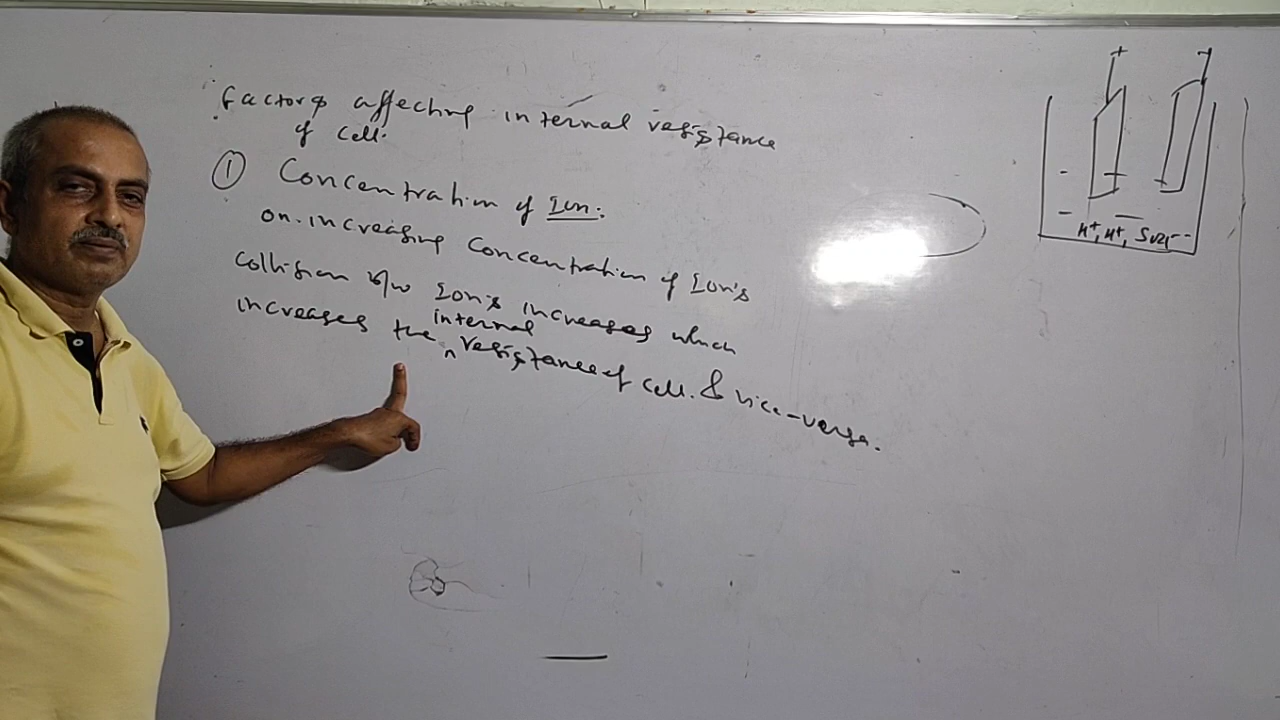 Factors affecting internal resistance
of Cell.
① Concentration of Ion:
on increasing Concentration of Ion's
Collision b/w Ion's increases which
increases the internal resistance of Cell. & vice-versa.
+ -
- + -
- -
H⁺, H⁺, SO4⁻⁻